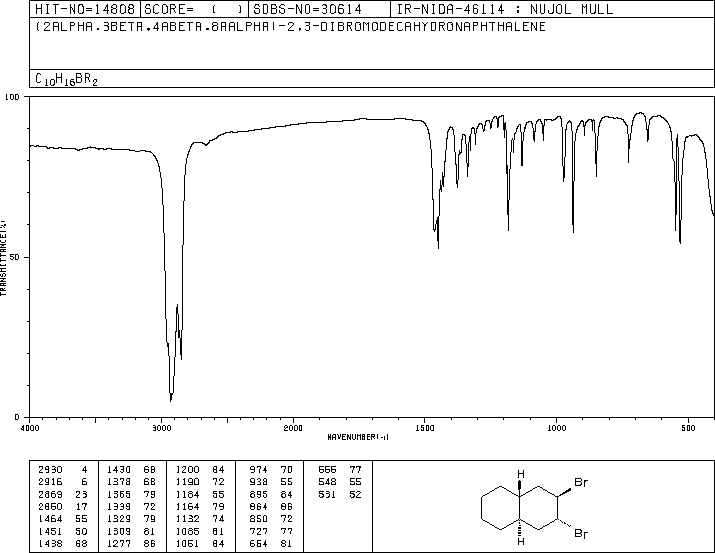 HIT-NO=14808 SCORE= ( ) SDBS-NO=30614 IR-NIDA-46114 : NUJOL MULL
(2ALPHA,3BETA,4ABETA,8AALPHA)-2,3-DIBROMODECAHYDRONAPHTHALENE
C10H16BR2
100
50
0
TRANSMITTANCE(%)
4000 3000 2000 1500 1000 500
WAVENUMBER(-1)
2930 4 1430 68 1200 84 974 70 666 77
2916 6 1378 68 1190 72 938 55 548 55
2869 23 1365 79 1184 55 895 84 531 52
2850 17 1339 72 1164 79 864 86
1464 55 1329 79 1132 74 850 72
1451 50 1309 81 1085 81 727 77
1438 68 1277 86 1051 84 664 81
H
Br
Br
H